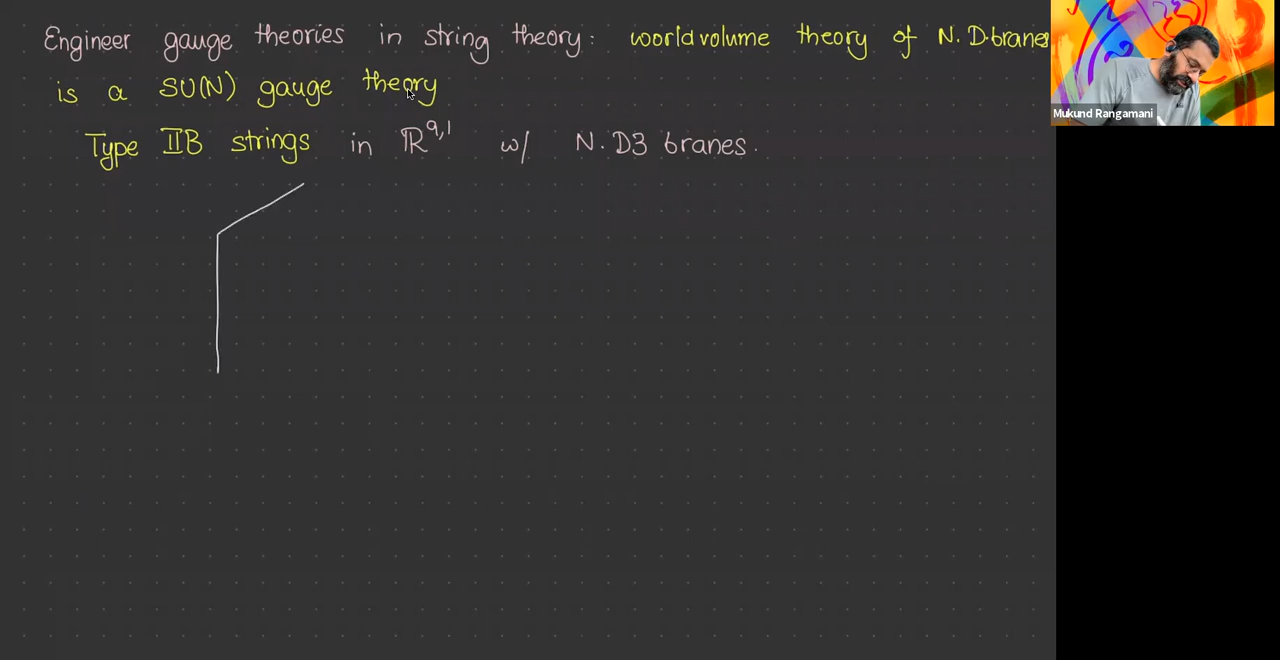 Engineer gauge theories in string theory: worldvolume theory of N. D-branes
is a SU(N) gauge theory
Type IIB strings in ℝ^{9,1} w/ N. D3 branes.
Mukund Rangamani